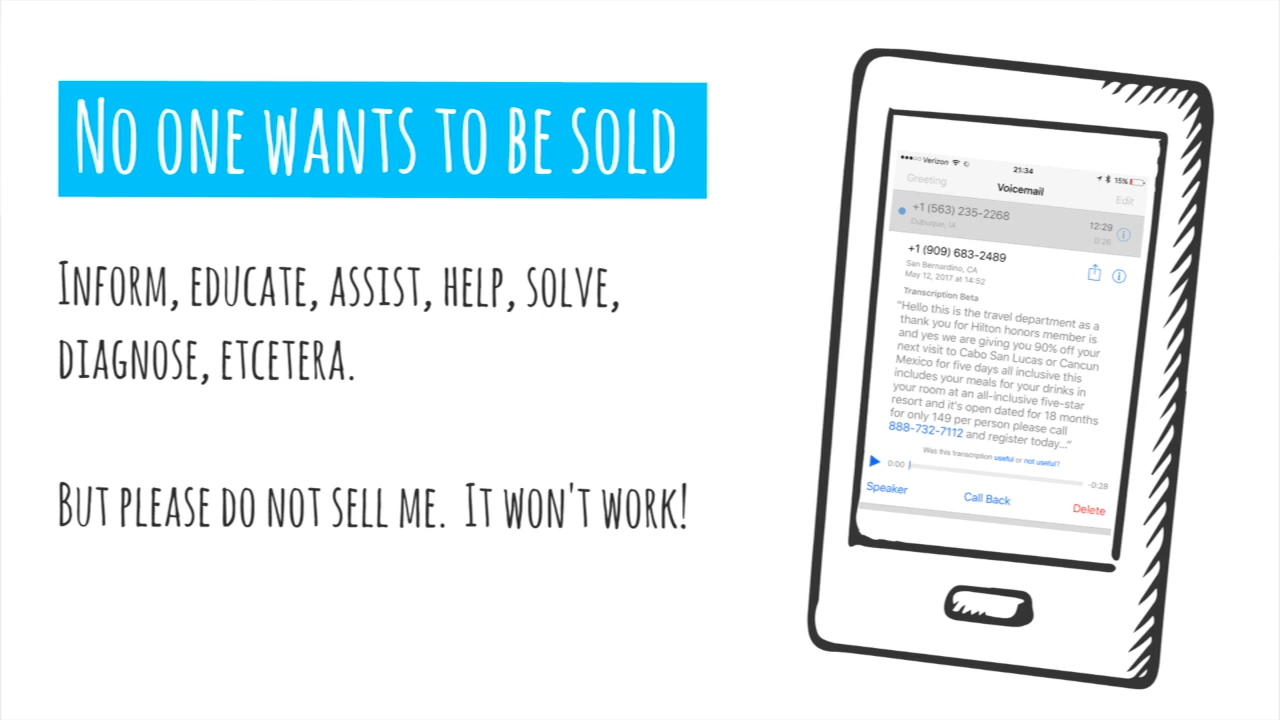 No one wants to be sold
Inform, educate, assist, help, solve,
diagnose, etcetera.
But please do not sell me. It won't work!
Verizon 21:34 15%
Greeting Voicemail Edit
+1 (563) 235-2268 12:29
Dubuque, IA 0:26
+1 (909) 683-2489
San Bernardino, CA
May 12, 2017 at 14:52
Transcription Beta
“Hello this is the travel department as a
thank you for Hilton honors member is
and yes we are giving you 90% off your
next visit to Cabo San Lucas or Cancun
Mexico for five days all inclusive this
includes your meals for your drinks in
your room at an all-inclusive five-star
resort and it's open dated for 18 months
for only 149 per person please call
888-732-7112 and register today...”
Was this transcription useful or not useful?
0:00 -0:28
Speaker Call Back Delete